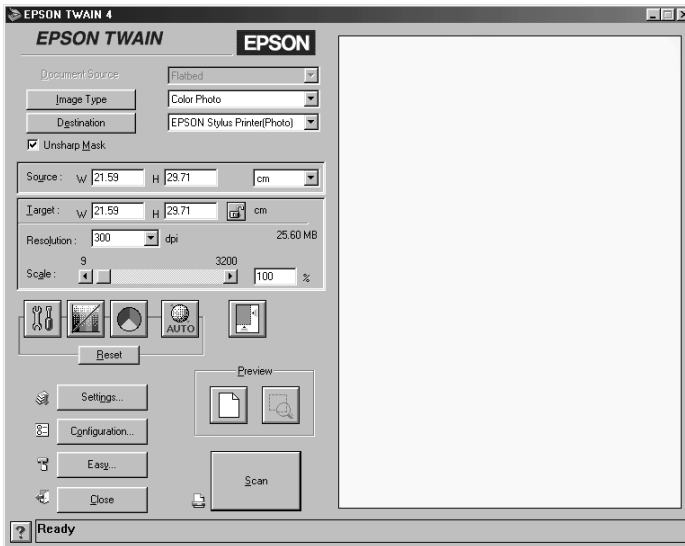 EPSON TWAIN 4
EPSON TWAIN EPSON
Document Source Flatbed
Image Type Color Photo
Destination EPSON Stylus Printer(Photo)
Unsharp Mask
Source : W 21.59 H 29.71 cm
Target : W 21.59 H 29.71 cm
Resolution : 300 dpi 25.60 MB
9 3200
Scale : 100 %
AUTO
Reset
Preview
Settings...
Configuration...
Easy...
Scan
Close
? Ready